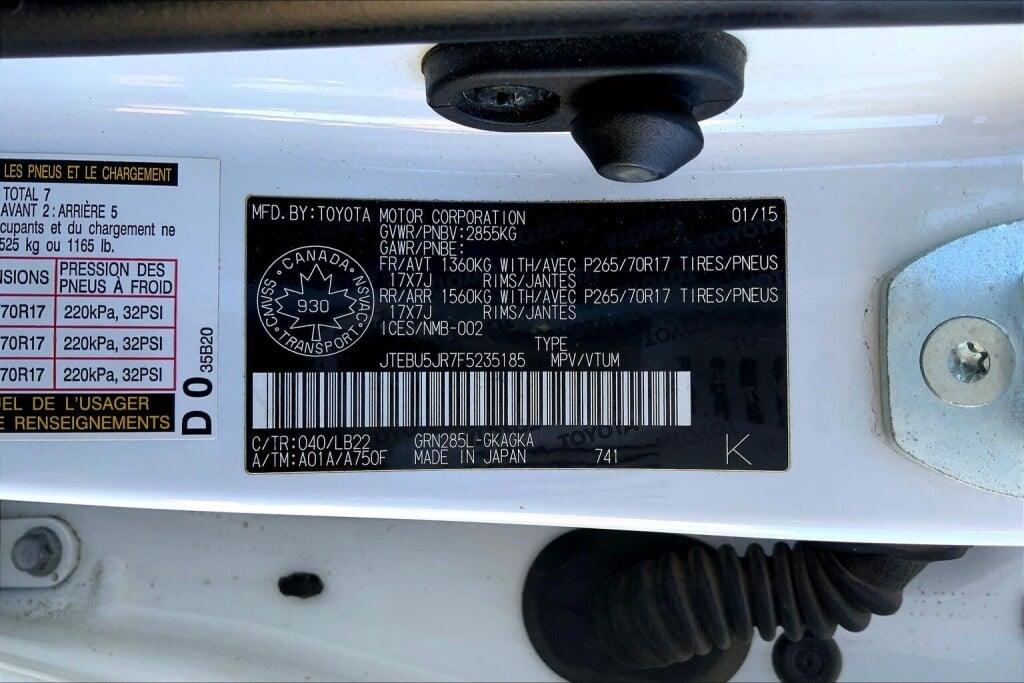 LES PNEUS ET LE CHARGEMENT
TOTAL 7
AVANT 2: ARRIÈRE 5
cupants et du chargement ne
525 kg ou 1165 lb.
NSIONS PRESSION DES
PNEUS À FROID
70R17 220kPa, 32PSI
70R17 220kPa, 32PSI
70R17 220kPa, 32PSI
EL DE L'USAGER
RENSEIGNEMENTS
D0 35B20
MFD. BY: TOYOTA MOTOR CORPORATION 01/15
GVWR/PNBV: 2855KG
GAWR/PNBE:
FR/AVT 1360KG WITH/AVEC P265/70R17 TIRES/PNEUS
17X7J RIMS/JANTES
RR/ARR 1560KG WITH/AVEC P265/70R17 TIRES/PNEUS
17X7J RIMS/JANTES
ICES/NMB-002
CANADA
CMVSS NSVAC
930
TRANSPORT
TYPE
JTEBU5JR7F5235185 MPV/VTUM
C/TR: 040/LB22 GRN285L-GKAGKA
A/TM: A01A/A750F MADE IN JAPAN 741 K